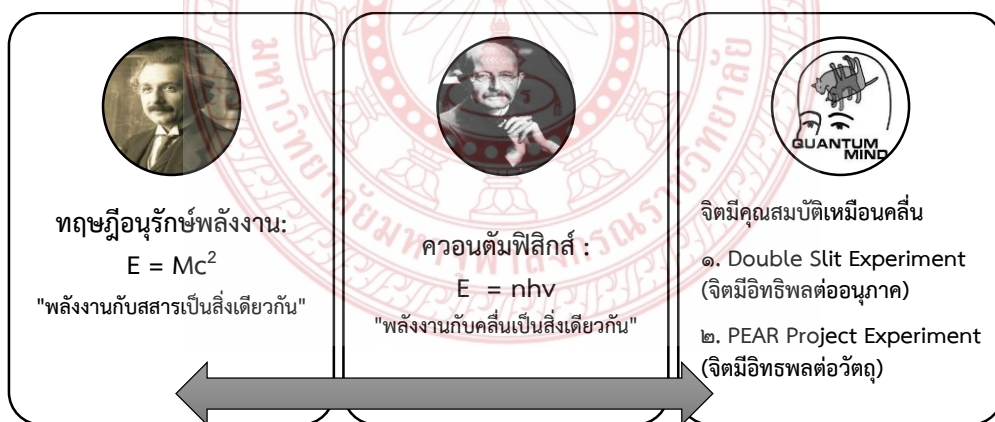 ทฤษฎีอนุรักษ์พลังงาน:
E = Mc²
"พลังงานกับสสารเป็นสิ่งเดียวกัน"
ควอนตัมฟิสิกส์ :
E = nhv
"พลังงานกับคลื่นเป็นสิ่งเดียวกัน"
QUANTUM
MIND
จิตมีคุณสมบัติเหมือนคลื่น
๑. Double Slit Experiment
(จิตมีอิทธิพลต่ออนุภาค)
๒. PEAR Project Experiment
(จิตมีอิทธพลต่อวัตถุ)